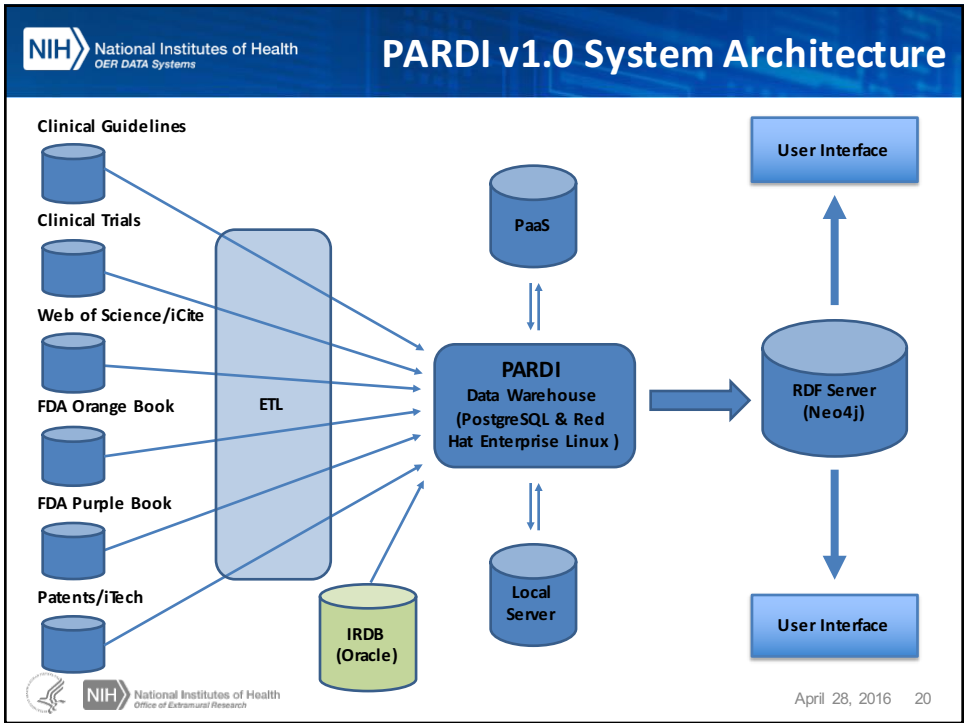 NIH National Institutes of Health
OER DATA Systems
PARDI v1.0 System Architecture
Clinical Guidelines
Clinical Trials
Web of Science/iCite
FDA Orange Book
FDA Purple Book
Patents/iTech
ETL
IRDB
(Oracle)
PaaS
PARDI
Data Warehouse
(PostgreSQL & Red
Hat Enterprise Linux )
Local
Server
User Interface
RDF Server
(Neo4j)
User Interface
NIH National Institutes of Health
Office of Extramural Research
April 28, 2016 20